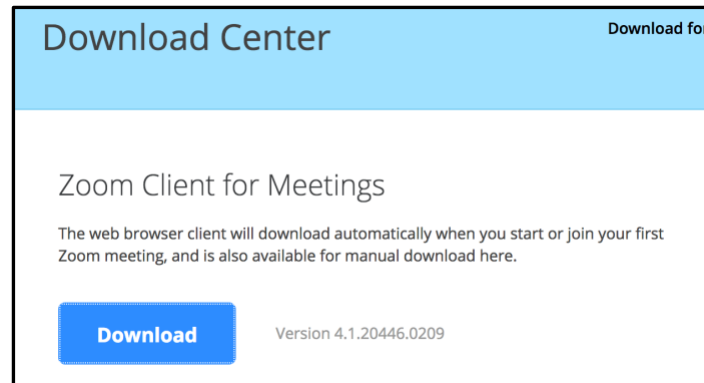 Download Center
Download for
Zoom Client for Meetings
The web browser client will download automatically when you start or join your first
Zoom meeting, and is also available for manual download here.
Download
Version 4.1.20446.0209